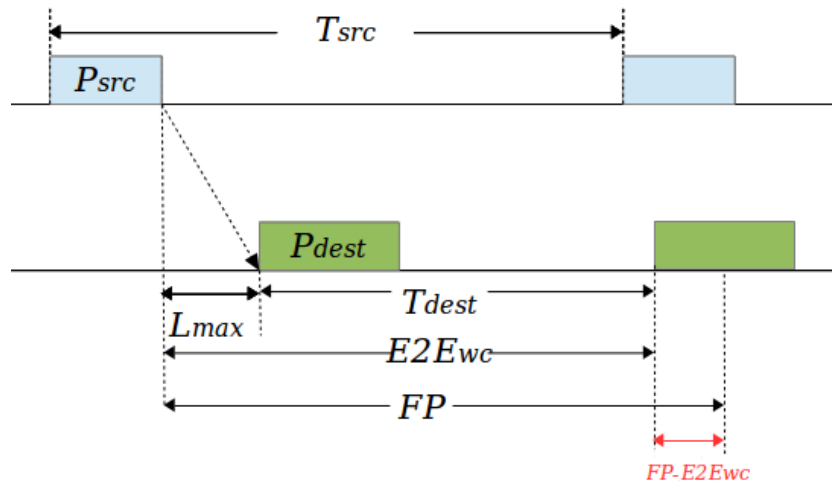 Tsrc
Psrc
Pdest
Tdest
Lmax
E2Ewc
FP
FP-E2Ewc